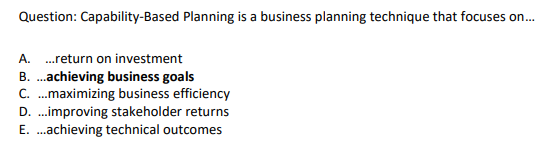 Question: Capability-Based Planning is a business planning technique that focuses on…
A. …return on investment
B. …achieving business goals
C. …maximizing business efficiency
D. …improving stakeholder returns
E. …achieving technical outcomes